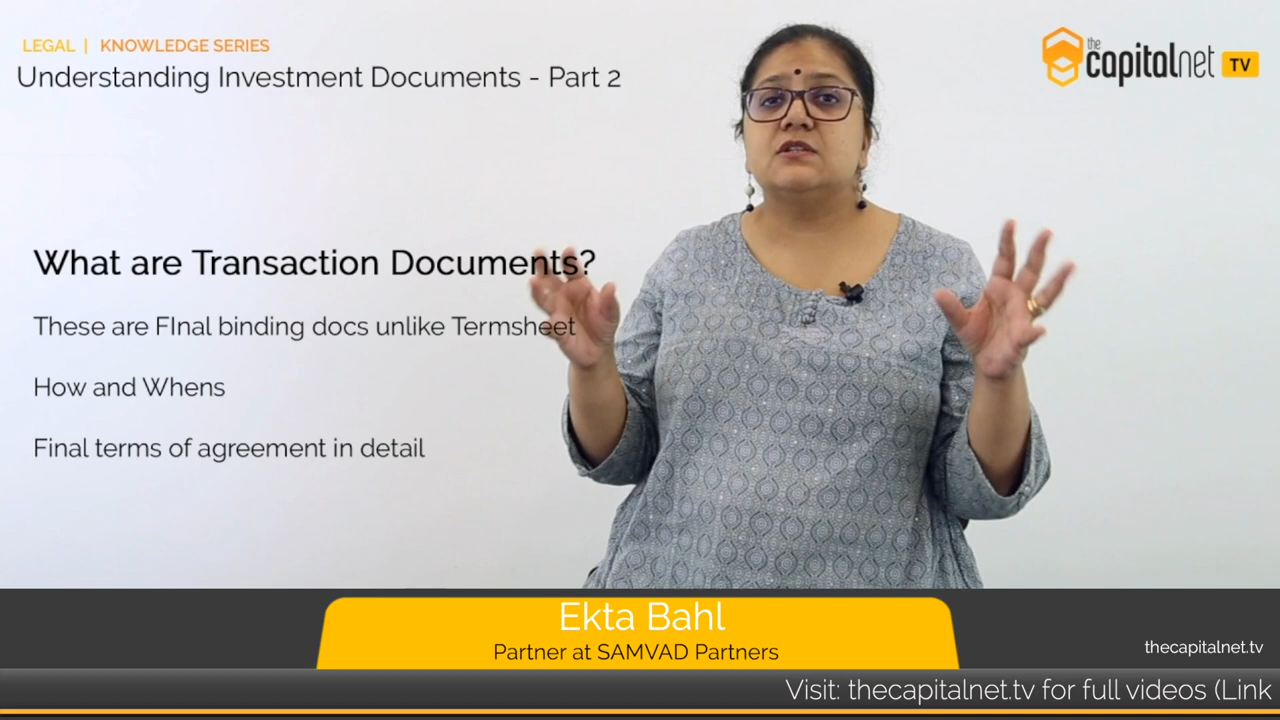 LEGAL | KNOWLEDGE SERIES
Understanding Investment Documents - Part 2
the
capitalnet TV
What are Transaction Documents?
These are FInal binding docs unlike Termsheet
How and Whens
Final terms of agreement in detail
Ekta Bahl
Partner at SAMVAD Partners
thecapitalnet.tv
Visit: thecapitalnet.tv for full videos (Link